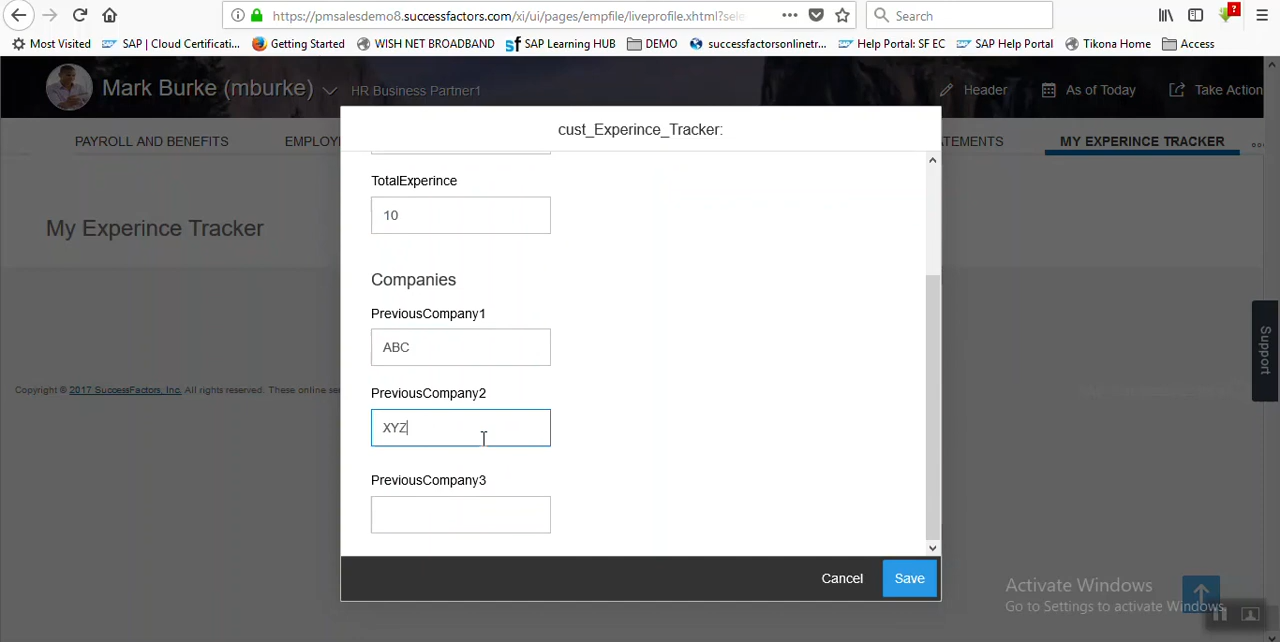 https://pmsalesdemo8.successfactors.com/xi/ui/pages/empfile/liveprofile.xhtml?sele
Search
?
Most Visited
SAP | Cloud Certificati...
Getting Started
WISH NET BROADBAND
SAP Learning HUB
DEMO
successfactorsonlinetr...
Help Portal: SF EC
SAP Help Portal
Tikona Home
Access
Mark Burke (mburke)
HR Business Partner1
Header
As of Today
Take Action
cust_Experince_Tracker:
PAYROLL AND BENEFITS
EMPLOY
TEMENTS
MY EXPERINCE TRACKER
My Experince Tracker
TotalExperince
10
Companies
PreviousCompany1
ABC
PreviousCompany2
XYZ
PreviousCompany3
Support
Copyright © 2017 SuccessFactors, Inc. All rights reserved. These online ser
Cancel
Save
Activate Windows
Go to Settings to activate Windows.